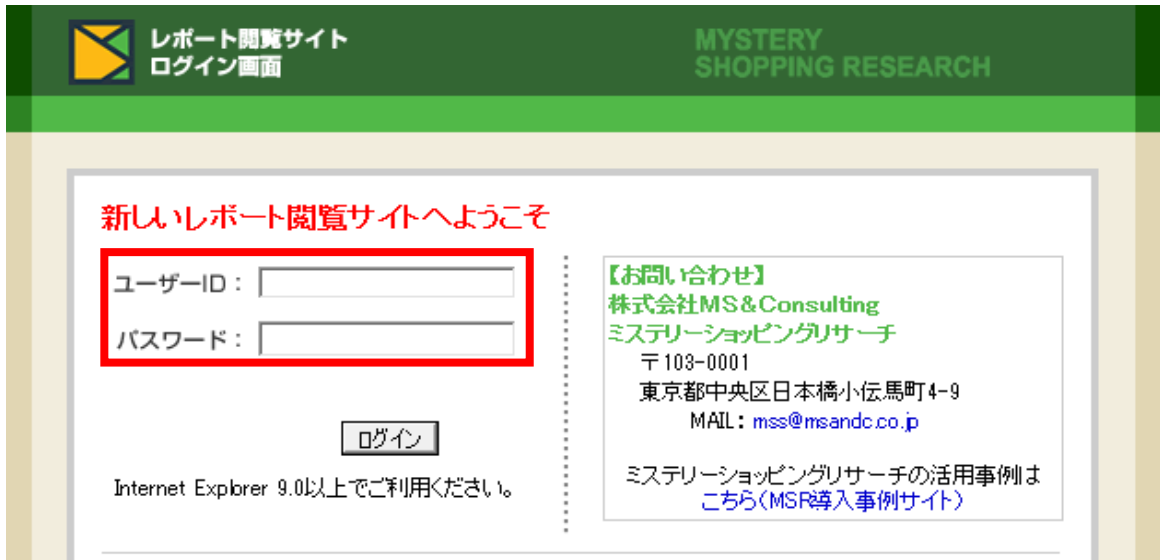 レポート閲覧サイト
ログイン画面
MYSTERY
SHOPPING RESEARCH
新しいレポート閲覧サイトへようこそ
ユーザーID：
パスワード：
ログイン
Internet Explorer 9.0以上でご利用ください。
【お問い合わせ】
株式会社MS&Consulting
ミステリーショッピングリサーチ
〒103-0001
東京都中央区日本橋小伝馬町4-9
MAIL：mss@msandc.co.jp
ミステリーショッピングリサーチの活用事例は
こちら（MSR導入事例サイト）